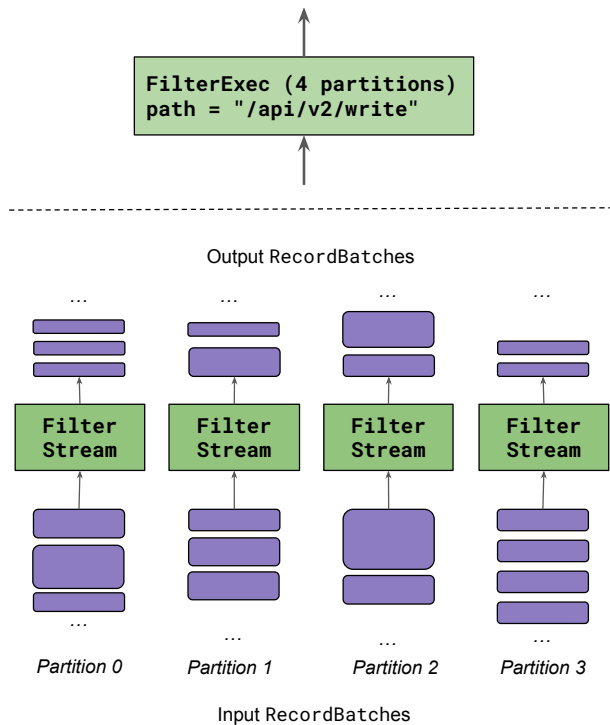 FilterExec (4 partitions)
path = "/api/v2/write"
Output RecordBatches
... ... ... ...
Filter Stream
Filter Stream
Filter Stream
Filter Stream
... ... ... ...
Partition 0 Partition 1 Partition 2 Partition 3
Input RecordBatches